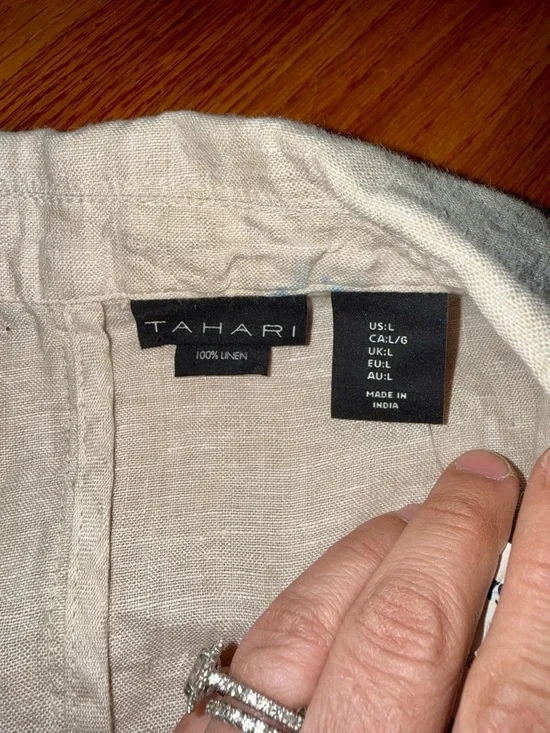 TAHARI
100% LINEN
US:L
CA:L/G
UK:L
EU:L
AU:L
MADE IN
INDIA